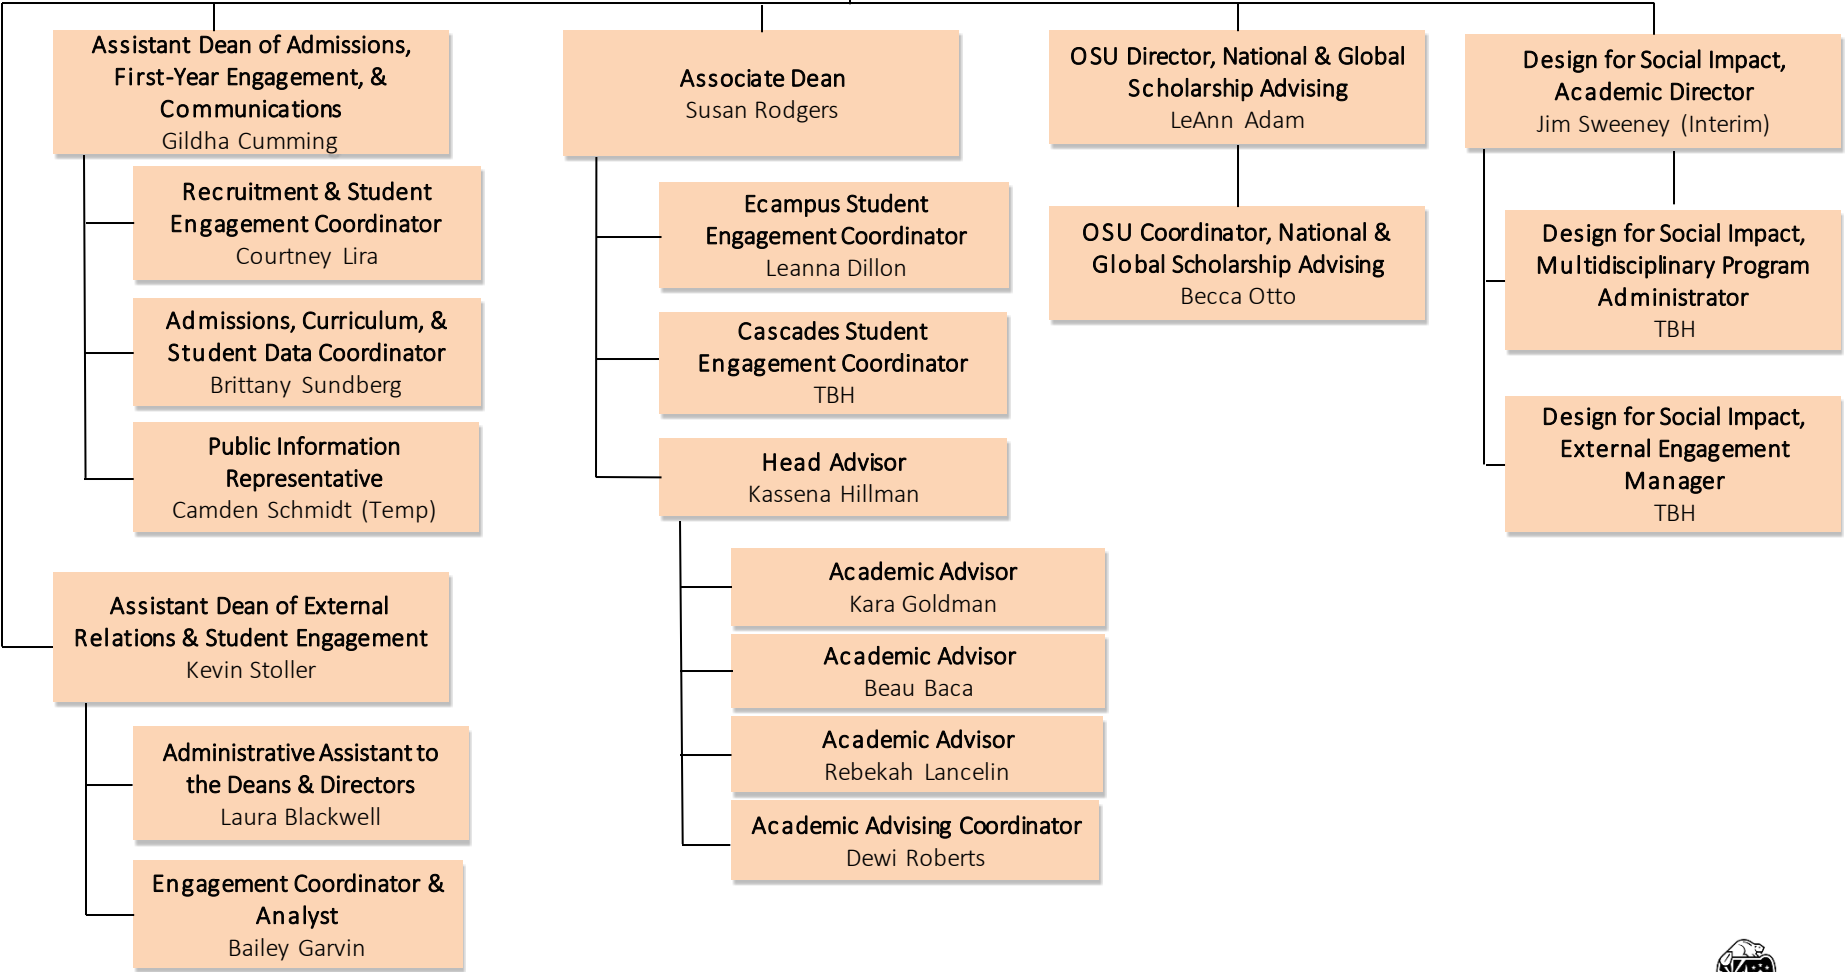 Assistant Dean of Admissions,
First-Year Engagement, &
Communications
Gildha Cumming
Recruitment & Student
Engagement Coordinator
Courtney Lira
Admissions, Curriculum, &
Student Data Coordinator
Brittany Sundberg
Public Information
Representative
Camden Schmidt (Temp)
Assistant Dean of External
Relations & Student Engagement
Kevin Stoller
Administrative Assistant to
the Deans & Directors
Laura Blackwell
Engagement Coordinator &
Analyst
Bailey Garvin
Associate Dean
Susan Rodgers
Ecampus Student
Engagement Coordinator
Leanna Dillon
Cascades Student
Engagement Coordinator
TBH
Head Advisor
Kassena Hillman
Academic Advisor
Kara Goldman
Academic Advisor
Beau Baca
Academic Advisor
Rebekah Lancelin
Academic Advising Coordinator
Dewi Roberts
OSU Director, National & Global
Scholarship Advising
LeAnn Adam
OSU Coordinator, National &
Global Scholarship Advising
Becca Otto
Design for Social Impact,
Academic Director
Jim Sweeney (Interim)
Design for Social Impact,
Multidisciplinary Program
Administrator
TBH
Design for Social Impact,
External Engagement
Manager
TBH